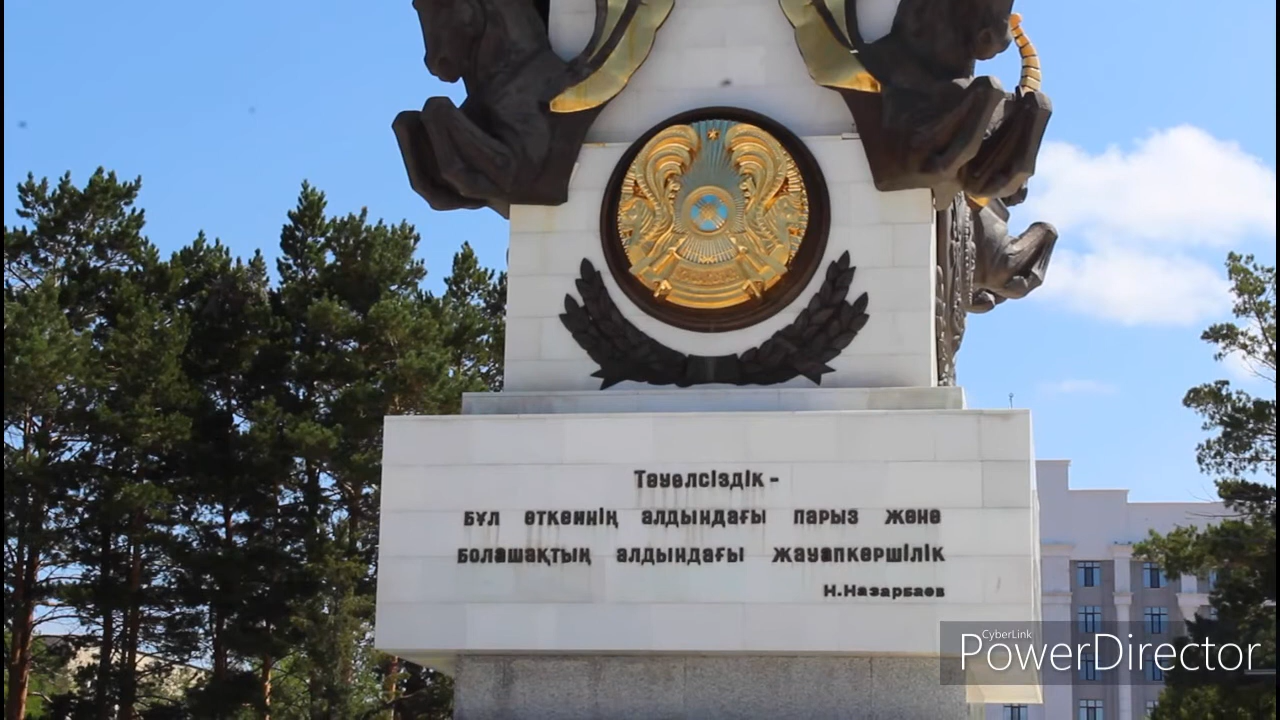 Тәуелсіздік -
бұл өткеннің алдындағы парыз және
болашақтың алдындағы жауапкершілік
Н.Назарбаев
CyberLink
PowerDirector